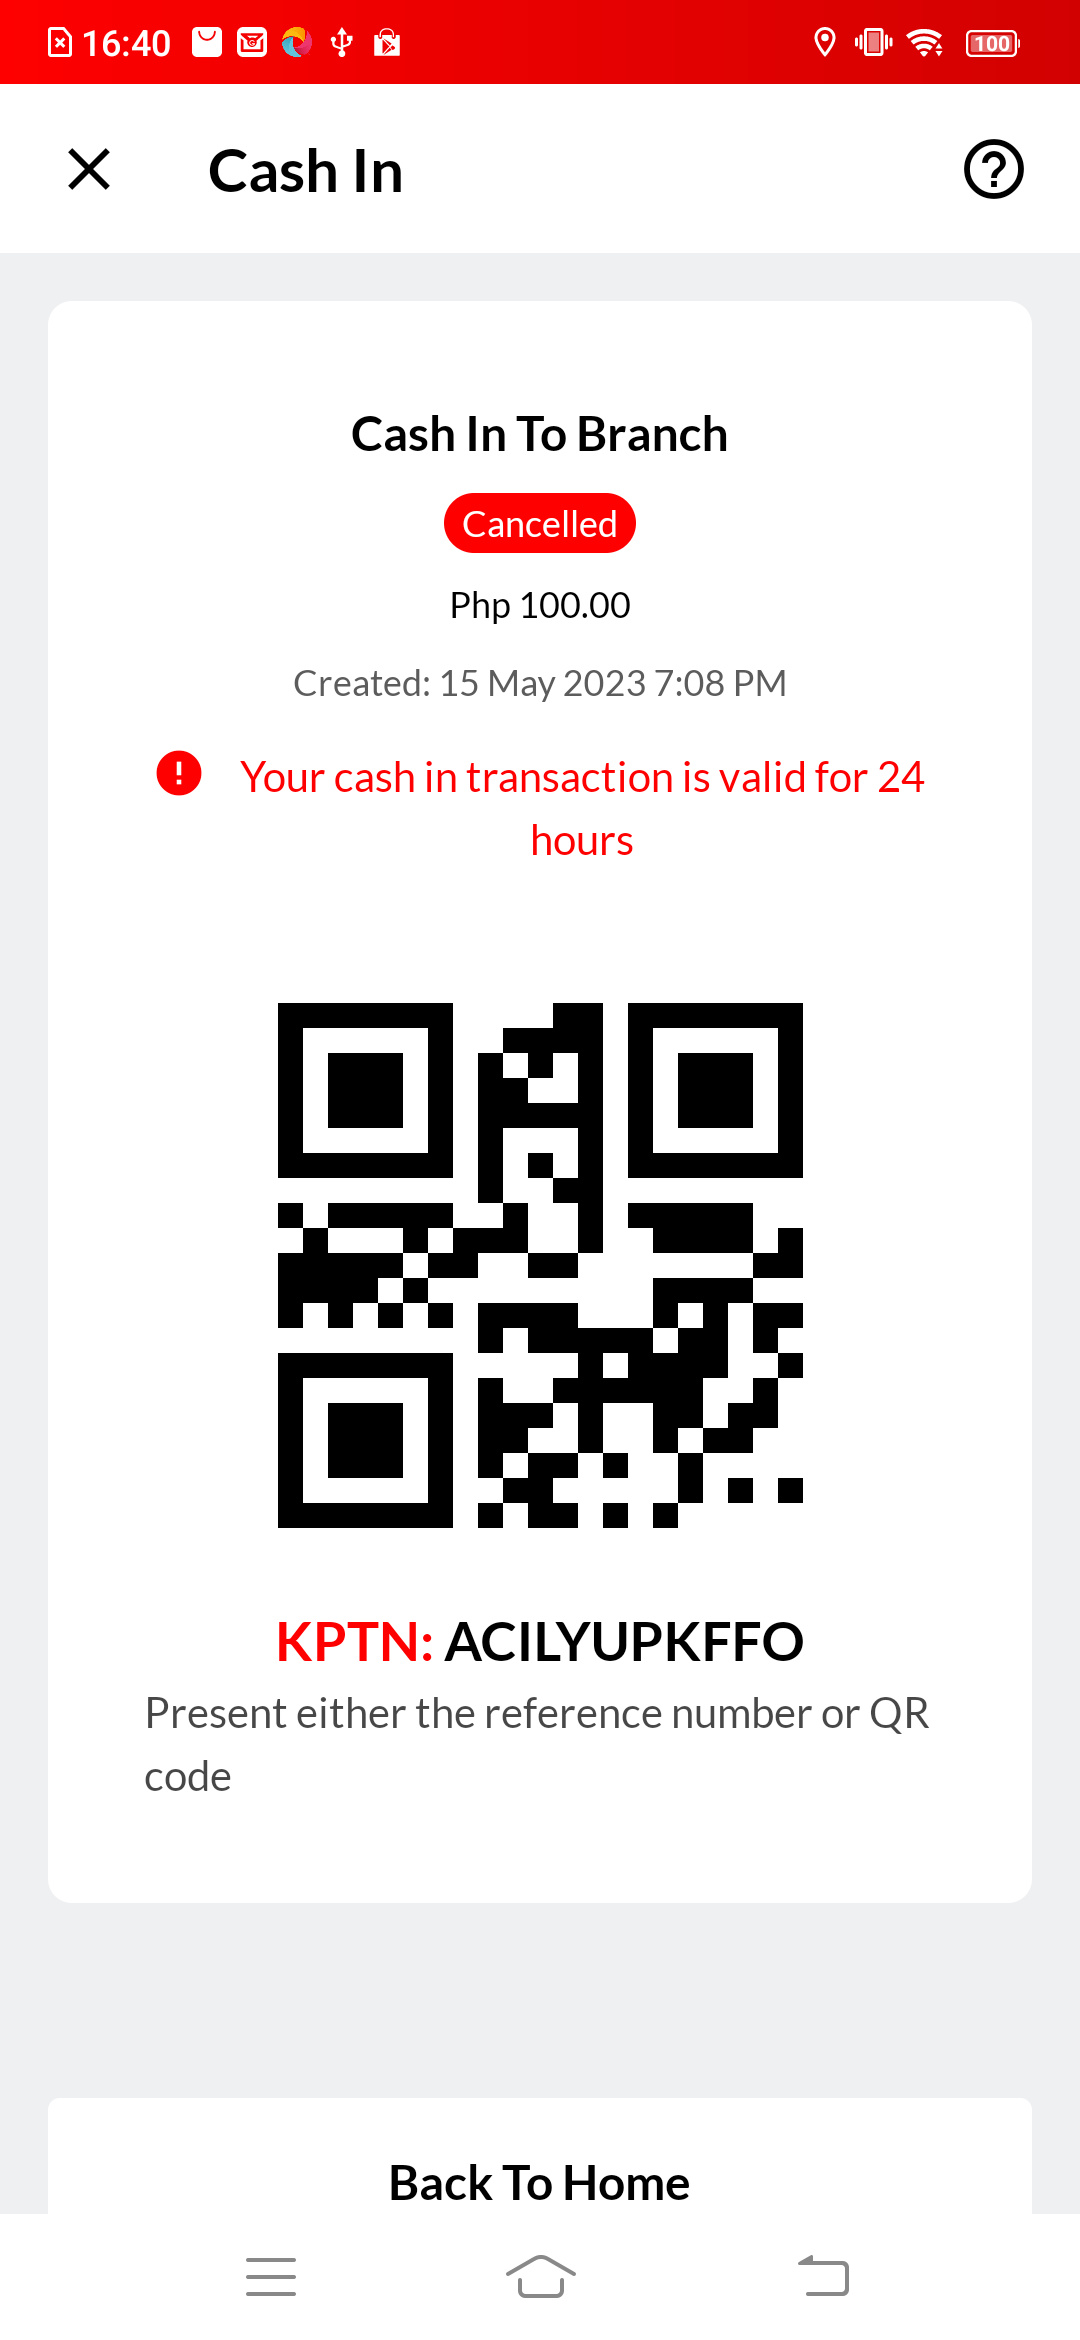 16:40
100
Cash In
Cash In To Branch
Cancelled
Php 100.00
Created: 15 May 2023 7:08 PM
Your cash in transaction is valid for 24
hours
KPTN: ACILYUPKFFO
Present either the reference number or QR
code
Back To Home